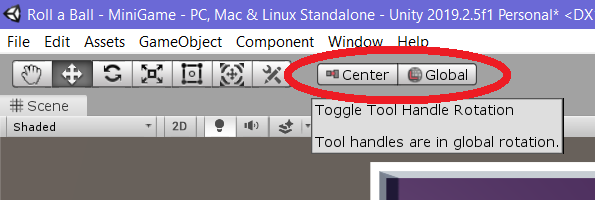 Roll a Ball - MiniGame - PC, Mac & Linux Standalone - Unity 2019.2.5f1 Personal* <DX
File Edit Assets GameObject Component Window Help
Center Global
Toggle Tool Handle Rotation
Tool handles are in global rotation.
Scene
Shaded 2D